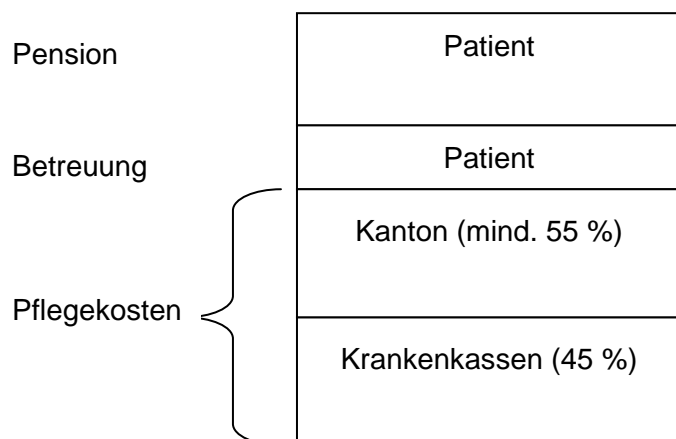 Pension
Patient
Betreuung
Patient
Kanton (mind. 55 %)
Pflegekosten
Krankenkassen (45 %)